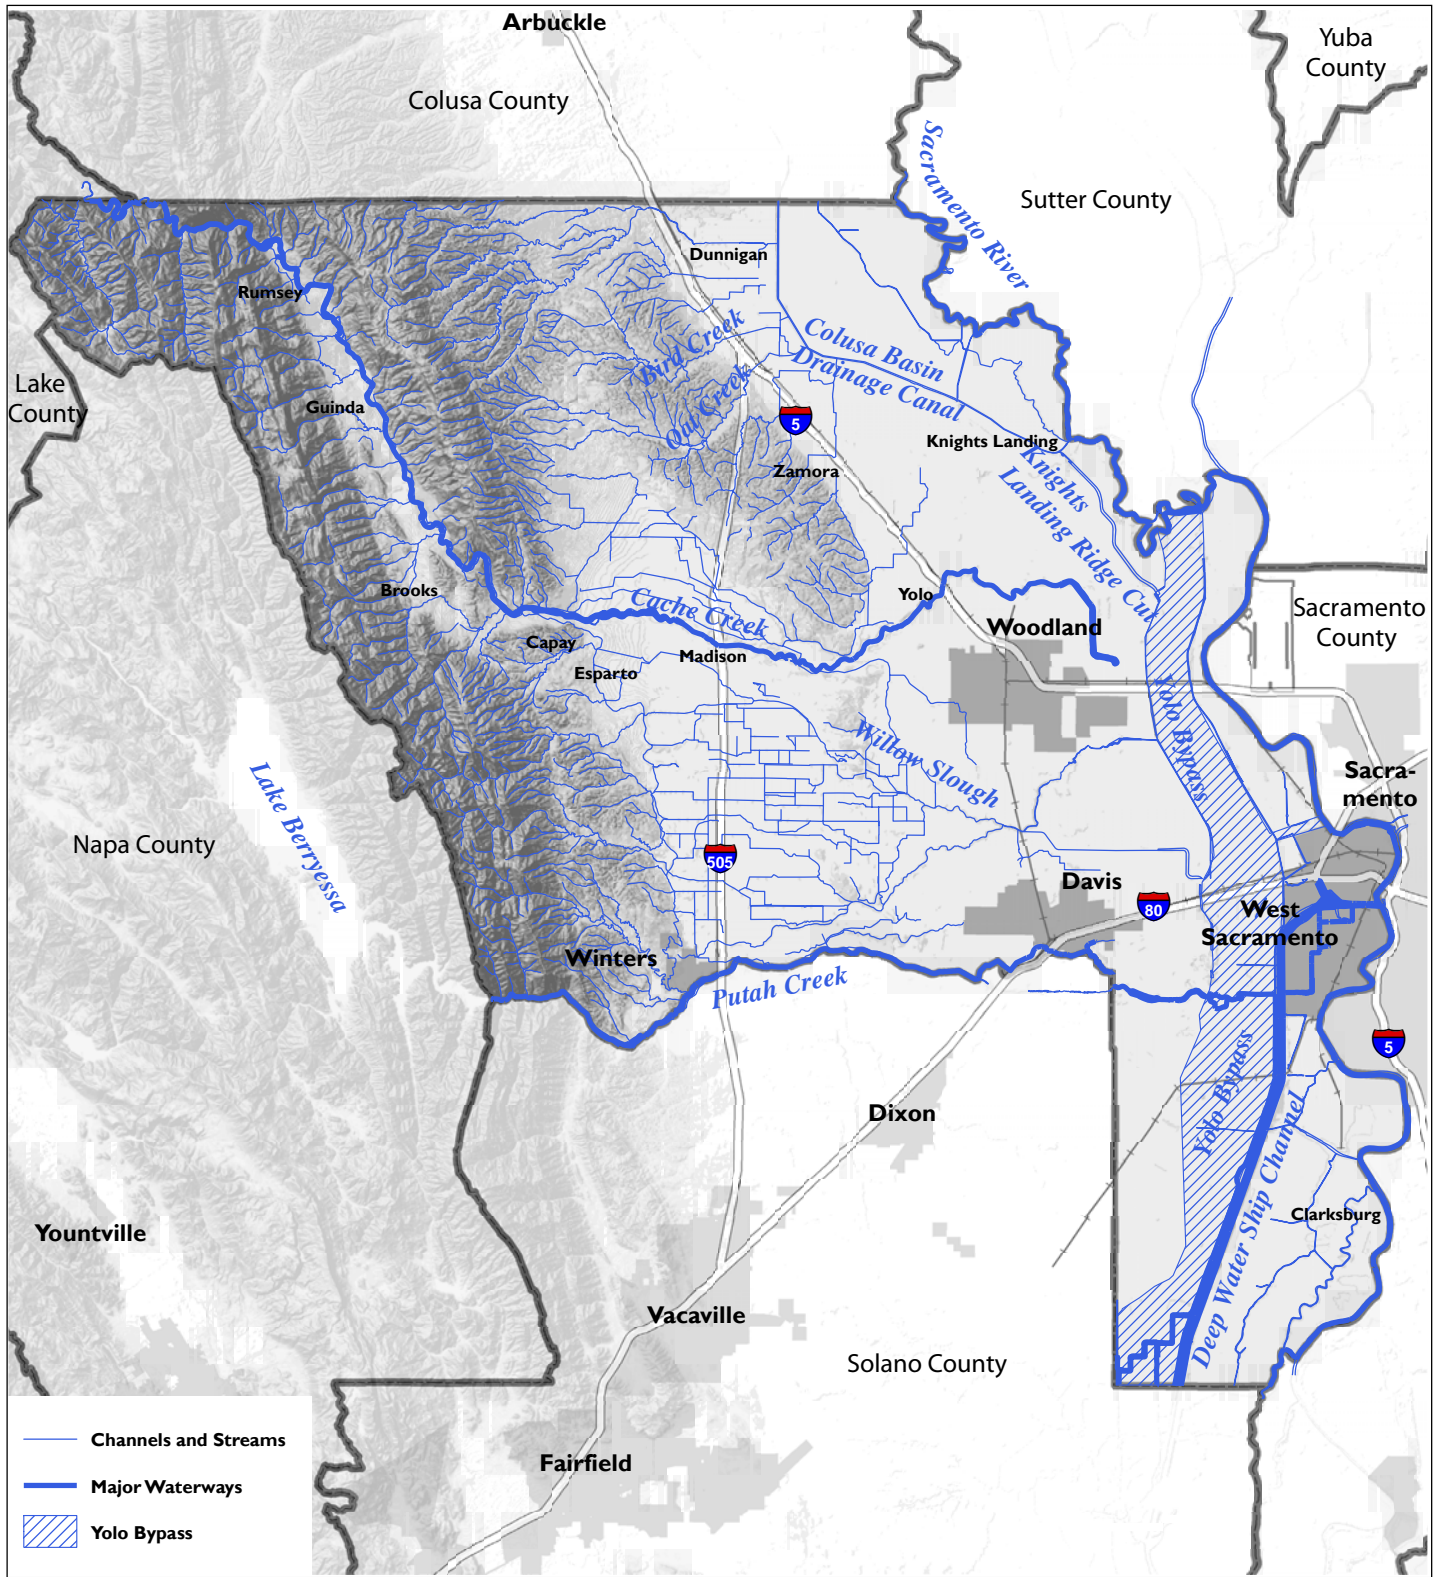 Arbuckle
Yuba
County
Colusa County
Sacramento River
Sutter County
Dunnigan
Rumsey
Bird Creek
Colusa Basin
Drainage Canal
Lake
County
Oat Creek
Guinda
5
Knights Landing
Zamora
Knights
Landing Ridge Cut
Brooks
Cache Creek
Yolo
Woodland
Sacramento
County
Capay
Madison
Esparto
Yolo Bypass
Willow Slough
Lake Berryessa
Sacra-
mento
Napa County
505
Davis
80
West
Sacramento
Winters
Putah Creek
5
Yolo Bypass
Dixon
Deep Water Ship Channel
Clarksburg
Yountville
Vacaville
Solano County
Channels and Streams
Fairfield
Major Waterways
Yolo Bypass